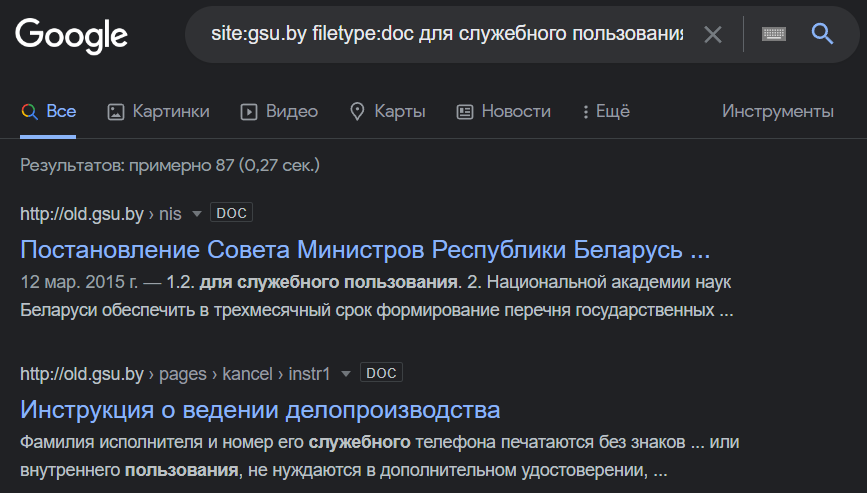 Google
site:gsu.by filetype:doc для служебного пользования
Все Картинки Видео Карты Новости Ещё Инструменты
Результатов: примерно 87 (0,27 сек.)
http://old.gsu.by › nis DOC
Постановление Совета Министров Республики Беларусь ...
12 мар. 2015 г. — 1.2. для служебного пользования. 2. Национальной академии наук
Беларуси обеспечить в трехмесячный срок формирование перечня государственных ...
http://old.gsu.by › pages › kancel › instr1 DOC
Инструкция о ведении делопроизводства
Фамилия исполнителя и номер его служебного телефона печатаются без знаков ... или
внутреннего пользования, не нуждаются в дополнительном удостоверении, ...